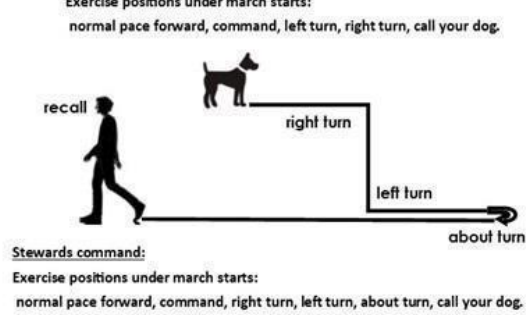 Exercise positions under march starts:
normal pace forward, command, left turn, right turn, call your dog.
recall
right turn
left turn
about turn
Stewards command:
Exercise positions under march starts:
normal pace forward, command, right turn, left turn, about turn, call your dog.